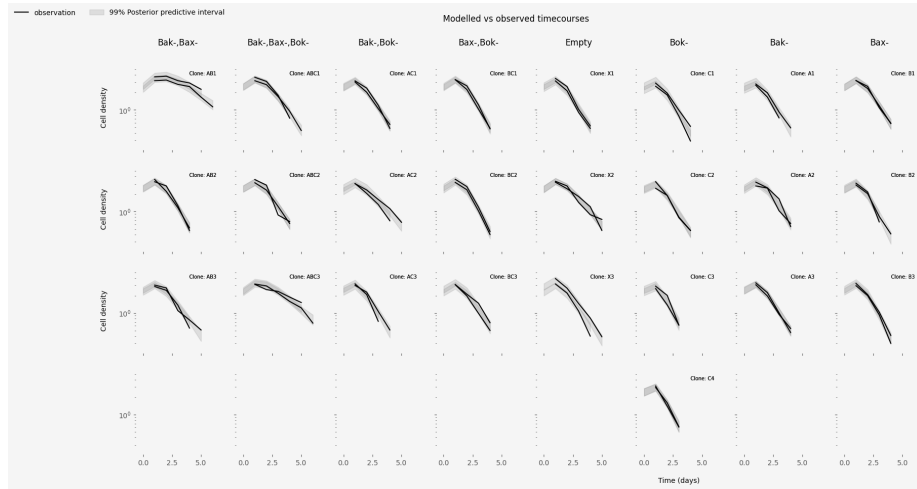 observation 99% Posterior predictive interval
Modelled vs observed timecourses
Bak-,Bax- Bak-,Bax-,Bok- Bak-,Bok- Bax-,Bok- Empty Bok- Bak- Bax-
Clone: AB1 Clone: ABC1 Clone: AC1 Clone: BC1 Clone: X1 Clone: C1 Clone: A1 Clone: B1
Cell density
10⁰
Clone: AB2 Clone: ABC2 Clone: AC2 Clone: BC2 Clone: X2 Clone: C2 Clone: A2 Clone: B2
Cell density
10⁰
Clone: AB3 Clone: ABC3 Clone: AC3 Clone: BC3 Clone: X3 Clone: C3 Clone: A3 Clone: B3
Cell density
10⁰
Clone: C4
10⁰
0.0 2.5 5.0 0.0 2.5 5.0 0.0 2.5 5.0 0.0 2.5 5.0 0.0 2.5 5.0 0.0 2.5 5.0 0.0 2.5 5.0 0.0 2.5 5.0
Time (days)